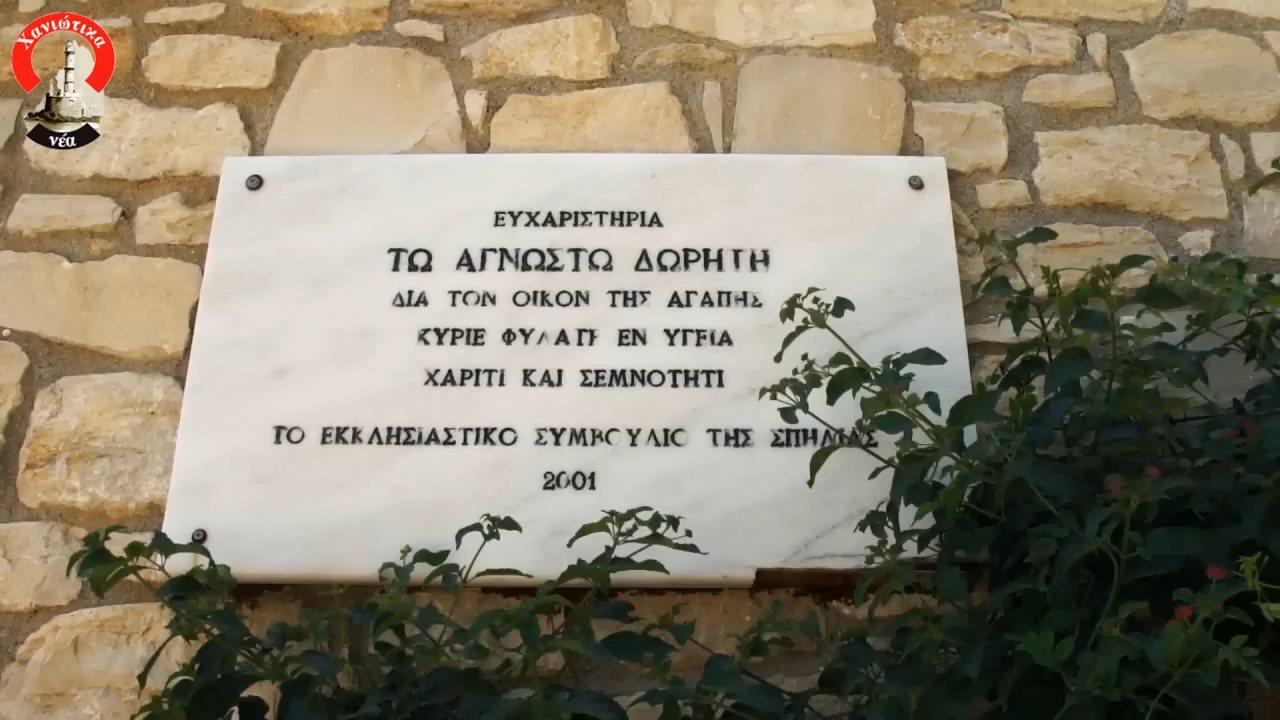 Χανιώτικα
νέα
ΕΥΧΑΡΙΣΤΗΡΙΑ
ΤΩ ΑΓΝΩΣΤΩ ΔΩΡΗΤΗ
ΔΙΑ ΤΟΝ ΟΙΚΟΝ ΤΗΣ ΑΓΑΠΗΣ
ΚΥΡΙΕ ΦΥΛΑΓΕ ΕΝ ΥΓΕΙΑ
ΧΑΡΙΤΙ ΚΑΙ ΣΕΜΝΟΤΗΤΙ
ΤΟ ΕΚΚΛΗΣΙΑΣΤΙΚΟ ΣΥΜΒΟΥΛΙΟ ΤΗΣ ΣΠΗΛΙΑΣ
2001